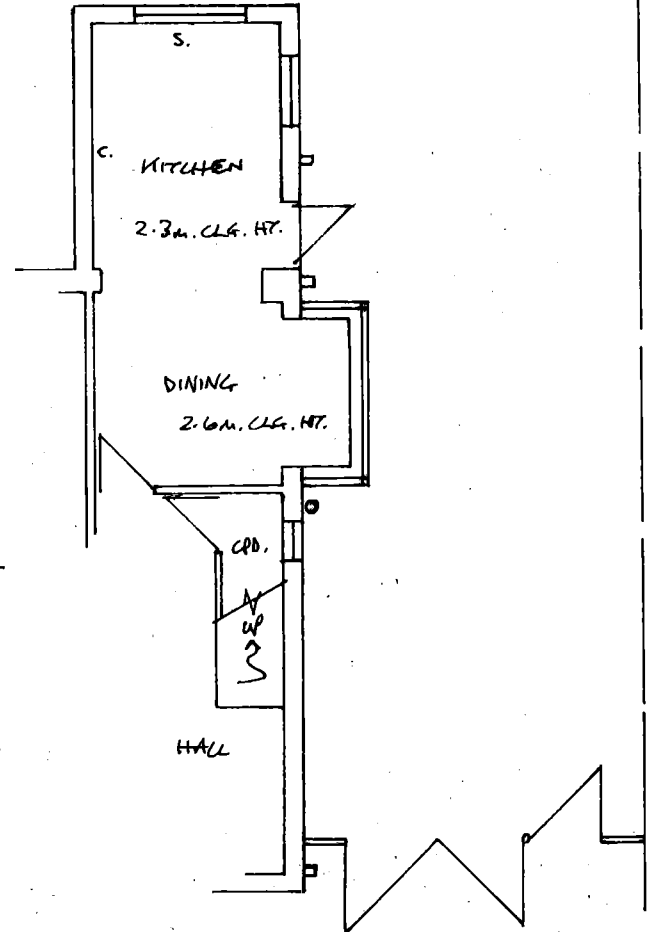 S.
C.
KITCHEN
2.3m. CLG. HT.
DINING
2.6m. CLG. HT.
CPD.
UP
HALL